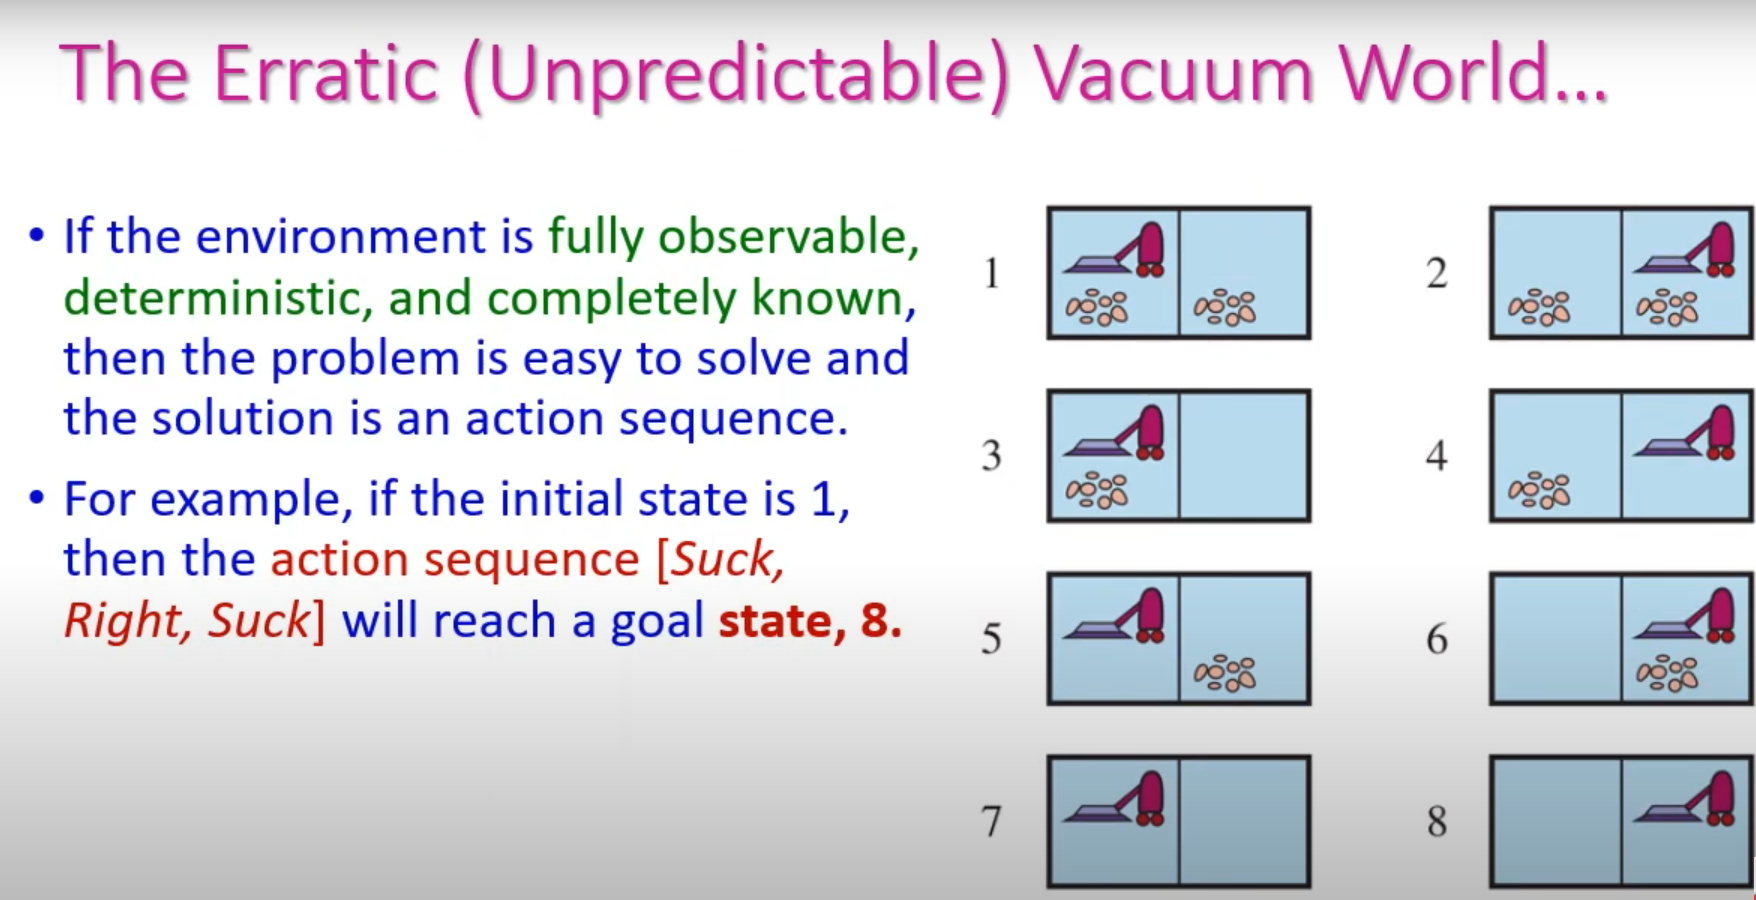 The Erratic (Unpredictable) Vacuum World...
• If the environment is fully observable,
deterministic, and completely known,
then the problem is easy to solve and
the solution is an action sequence.
• For example, if the initial state is 1,
then the action sequence [Suck,
Right, Suck] will reach a goal state, 8.
1
2
3
4
5
6
7
8